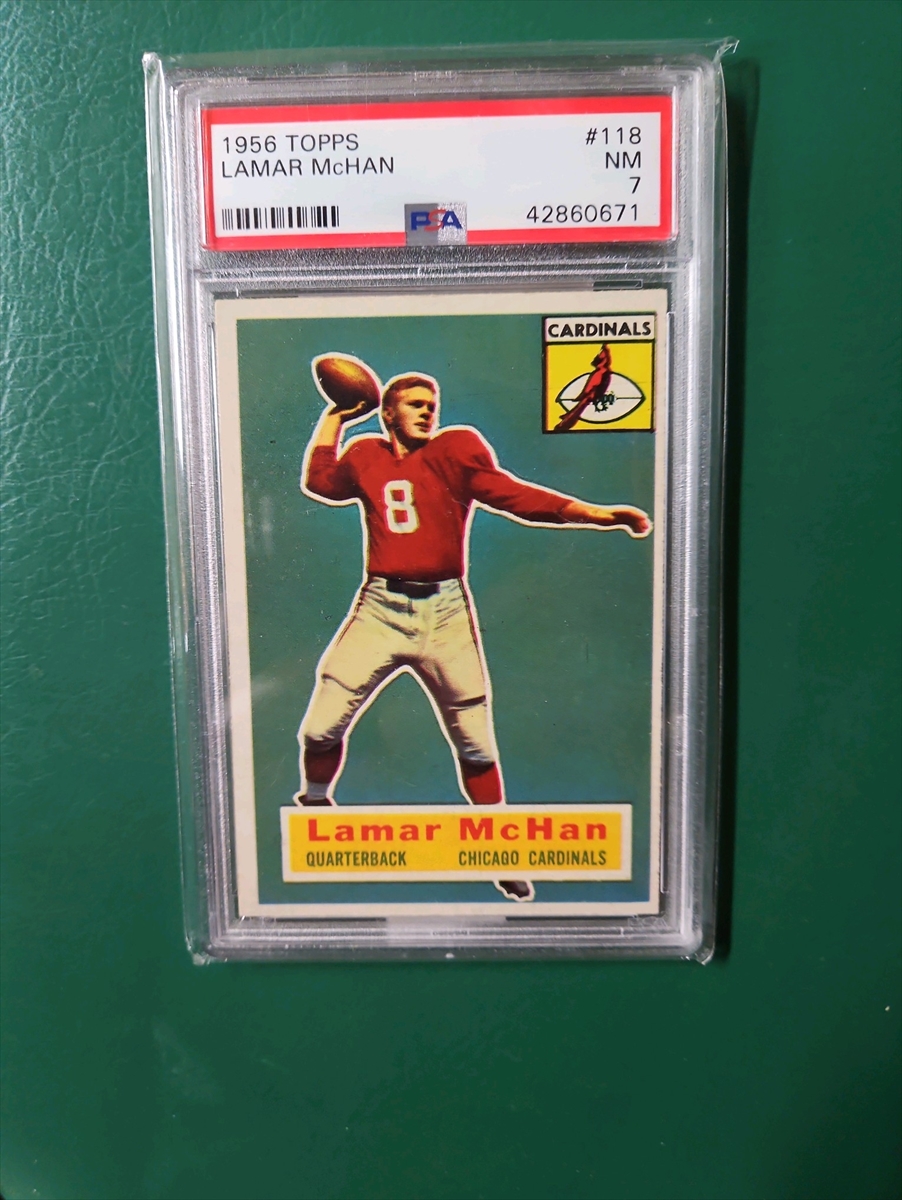 1956 TOPPS #118
LAMAR McHAN NM
7
42860671
PSA
CARDINALS
8
Lamar McHan
QUARTERBACK CHICAGO CARDINALS